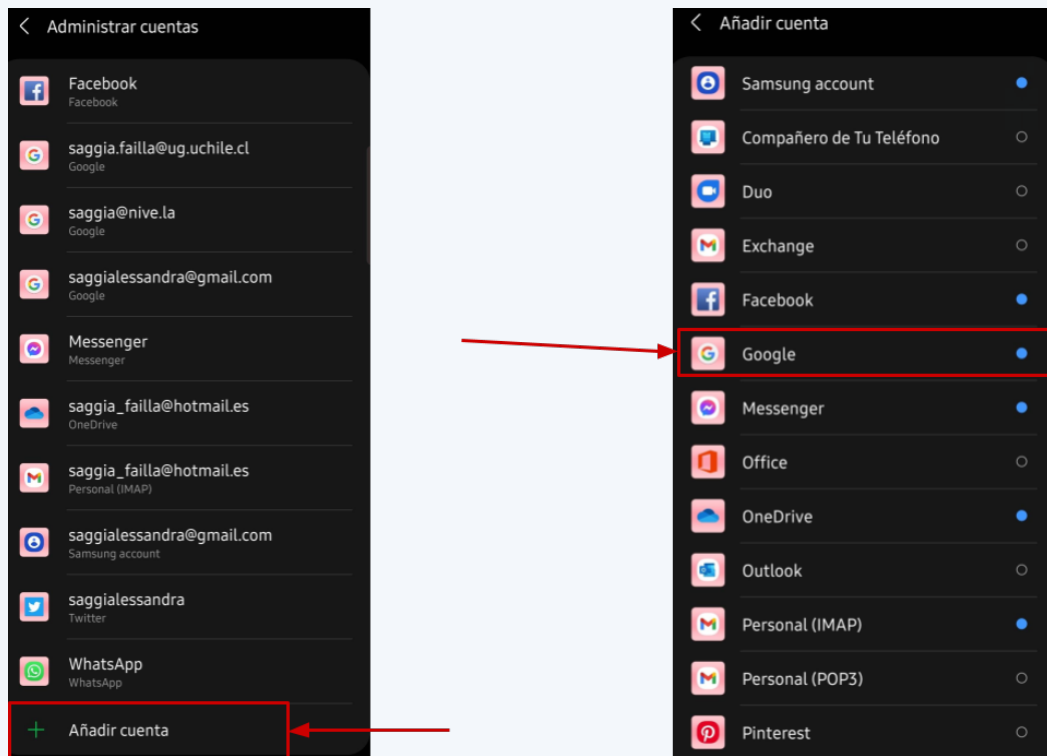 Administrar cuentas
Facebook
Facebook
saggia.failla@ug.uchile.cl
Google
saggia@nive.la
Google
saggialessandra@gmail.com
Google
Messenger
Messenger
saggia_failla@hotmail.es
OneDrive
saggia_failla@hotmail.es
Personal (IMAP)
saggialessandra@gmail.com
Samsung account
saggialessandra
Twitter
WhatsApp
WhatsApp
Añadir cuenta
Añadir cuenta
Samsung account
Compañero de Tu Teléfono
Duo
Exchange
Facebook
Google
Messenger
Office
OneDrive
Outlook
Personal (IMAP)
Personal (POP3)
Pinterest